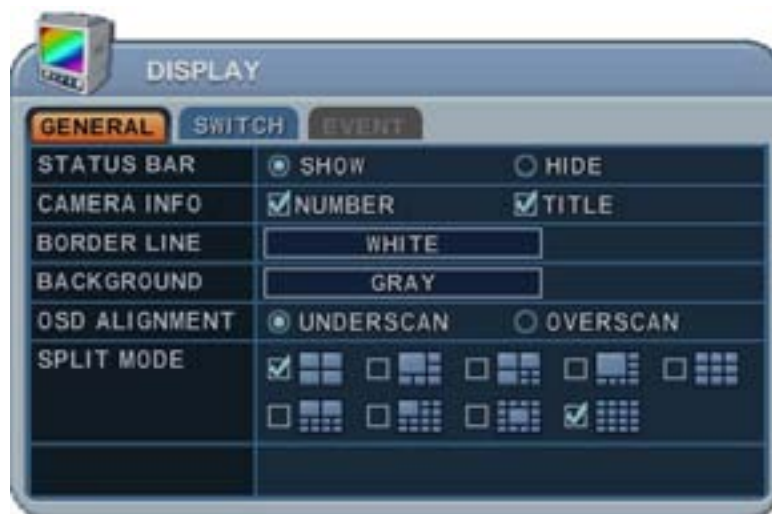 DISPLAY
GENERAL SWITCH EVENT
STATUS BAR SHOW HIDE
CAMERA INFO NUMBER TITLE
BORDER LINE WHITE
BACKGROUND GRAY
OSD ALIGNMENT UNDERSCAN OVERSCAN
SPLIT MODE